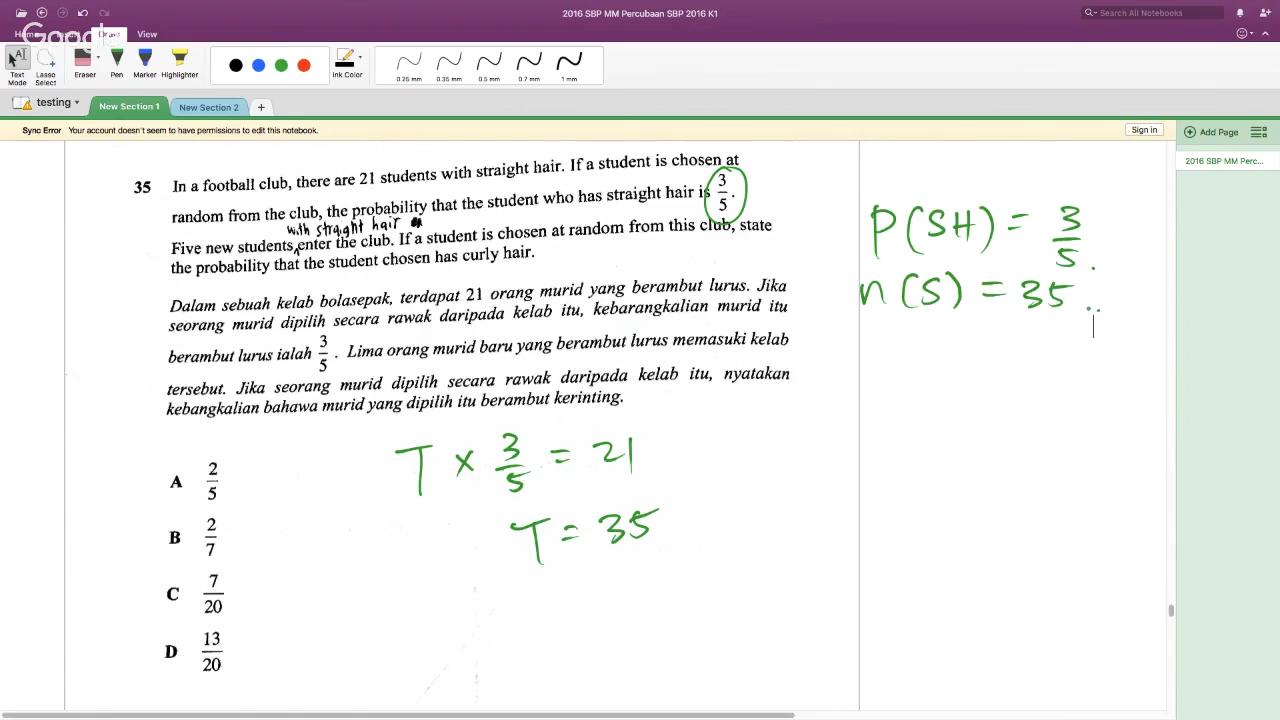 2016 SBP MM Percubaan SBP 2016 K1
Search All Notebooks
Google
Home Insert Draw View
Text Mode
Lasso Select
Eraser
Pen
Marker
Highlighter
Ink Color
0.25 mm 0.35 mm 0.5 mm 0.7 mm 1 mm
testing
New Section 1
New Section 2
+
Sync Error Your account doesn't seem to have permissions to edit this notebook.
Sign in
Add Page
2016 SBP MM Perc...
35 In a football club, there are 21 students with straight hair. If a student is chosen at
random from the club, the probability that the student who has straight hair is 3/5.
with straight hair
Five new students enter the club. If a student is chosen at random from this club, state
the probability that the student chosen has curly hair.
Dalam sebuah kelab bolasepak, terdapat 21 orang murid yang berambut lurus. Jika
seorang murid dipilih secara rawak daripada kelab itu, kebarangkalian murid itu
berambut lurus ialah 3/5. Lima orang murid baru yang berambut lurus memasuki kelab
tersebut. Jika seorang murid dipilih secara rawak daripada kelab itu, nyatakan
kebangkalian bahawa murid yang dipilih itu berambut kerinting.
A 2/5
B 2/7
C 7/20
D 13/20
T × 3/5 = 21
T = 35
P(SH) = 3/5.
n(S) = 35